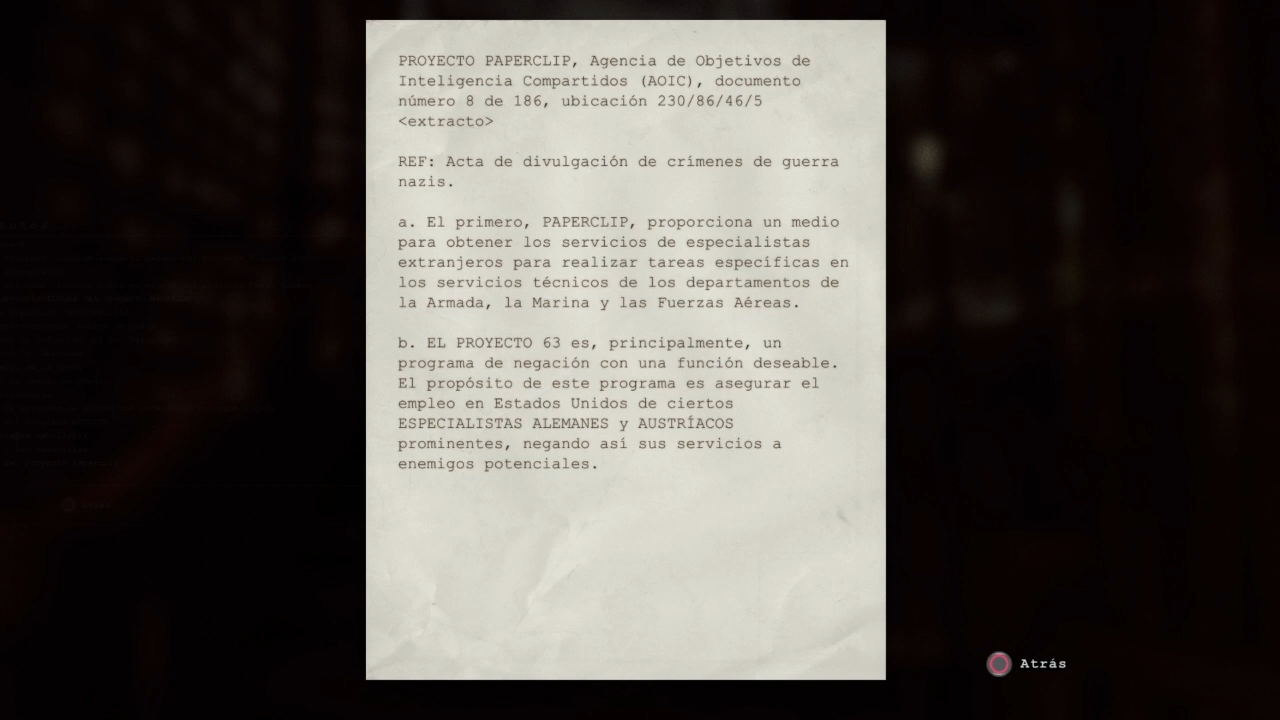 PROYECTO PAPERCLIP, Agencia de Objetivos de
Inteligencia Compartidos (AOIC), documento
número 8 de 186, ubicación 230/86/46/5
<extracto>
REF: Acta de divulgación de crímenes de guerra
nazis.
a. El primero, PAPERCLIP, proporciona un medio
para obtener los servicios de especialistas
extranjeros para realizar tareas específicas en
los servicios técnicos de los departamentos de
la Armada, la Marina y las Fuerzas Aéreas.
b. EL PROYECTO 63 es, principalmente, un
programa de negación con una función deseable.
El propósito de este programa es asegurar el
empleo en Estados Unidos de ciertos
ESPECIALISTAS ALEMANES y AUSTRÍACOS
prominentes, negando así sus servicios a
enemigos potenciales.
Atrás